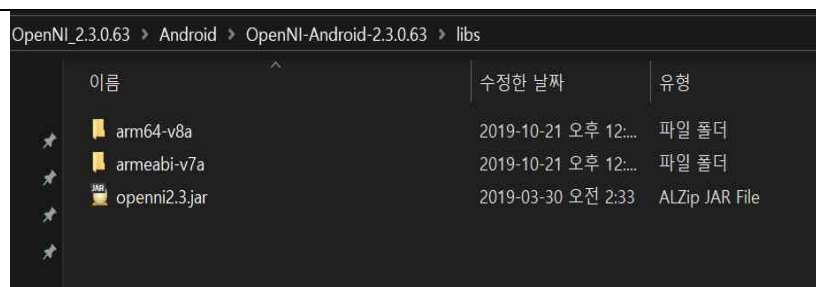 OpenNI_2.3.0.63 > Android > OpenNI-Android-2.3.0.63 > libs
이름 수정한 날짜 유형
arm64-v8a 2019-10-21 오후 12:... 파일 폴더
armeabi-v7a 2019-10-21 오후 12:... 파일 폴더
JAR openni2.3.jar 2019-03-30 오전 2:33 ALZip JAR File